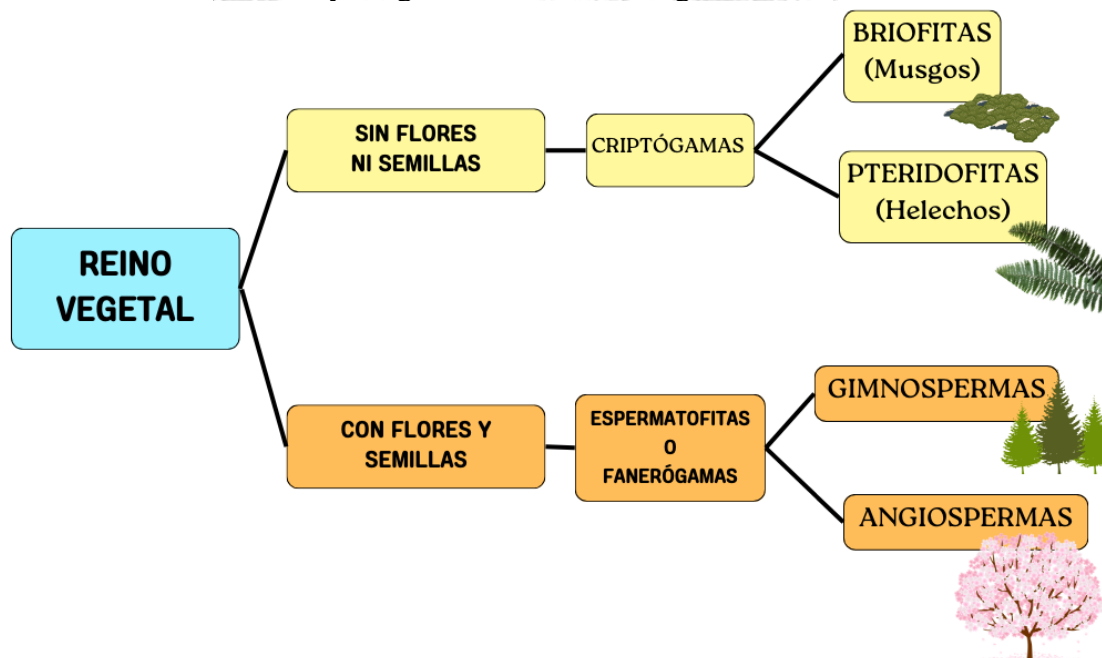 BRIOFITAS
(Musgos)
SIN FLORES
NI SEMILLAS
CRIPTÓGAMAS
PTERIDOFITAS
(Helechos)
REINO
VEGETAL
GIMNOSPERMAS
CON FLORES Y
SEMILLAS
ESPERMATOFITAS
O
FANERÓGAMAS
ANGIOSPERMAS